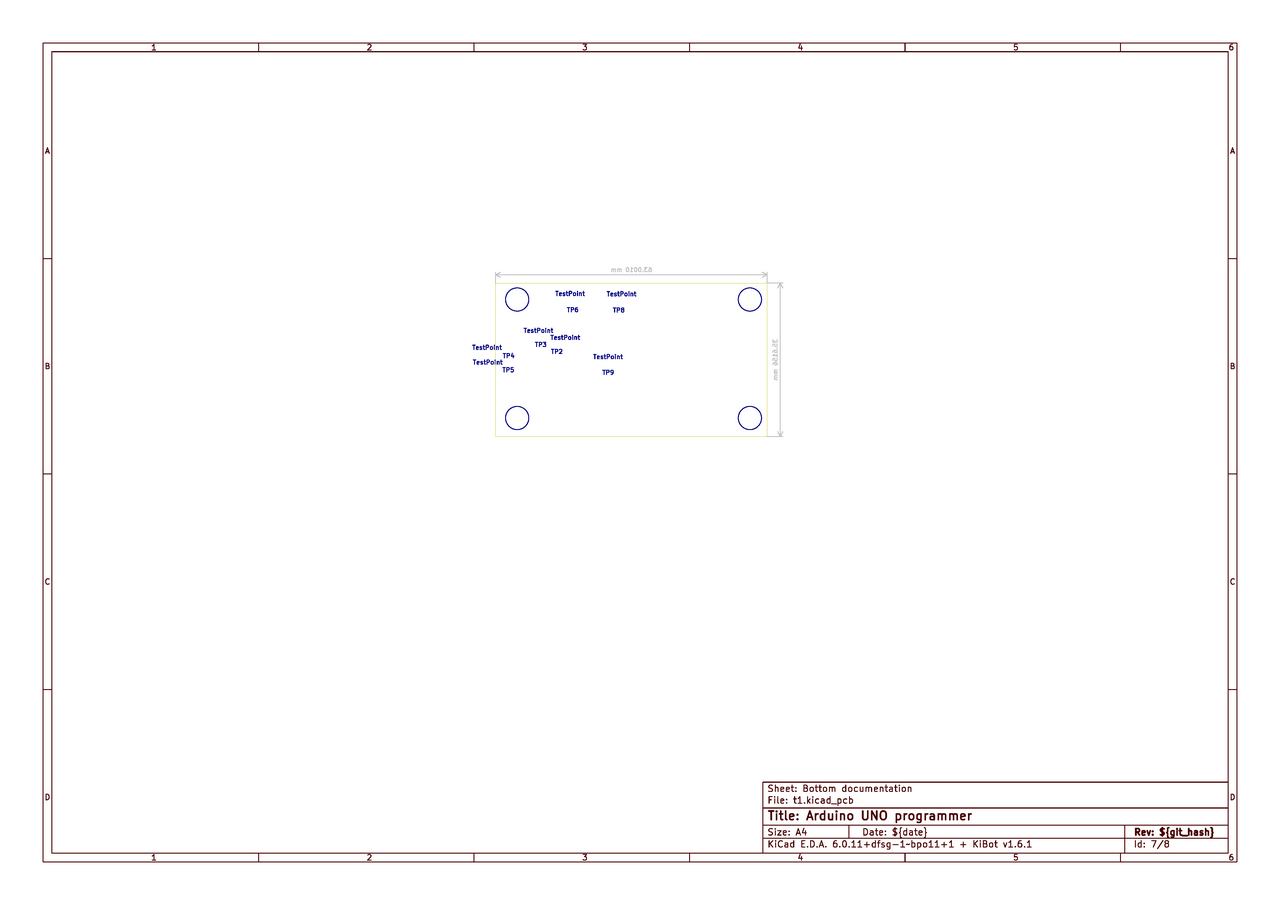 1 2 3 4 5 6
A A
63.0010 mm
TestPoint TestPoint
TP6 TP8
TestPoint
TestPoint
TP3
TestPoint
TP2
TP4
TestPoint
TestPoint
TP5
TP9
35.6156 mm
B B
C C
D D
Sheet: Bottom documentation
File: t1.kicad_pcb
Title: Arduino UNO programmer
Size: A4 Date: ${date} Rev: ${git_hash}
KiCad E.D.A. 6.0.11+dfsg-1~bpo11+1 + KiBot v1.6.1 Id: 7/8
1 2 3 4 5 6